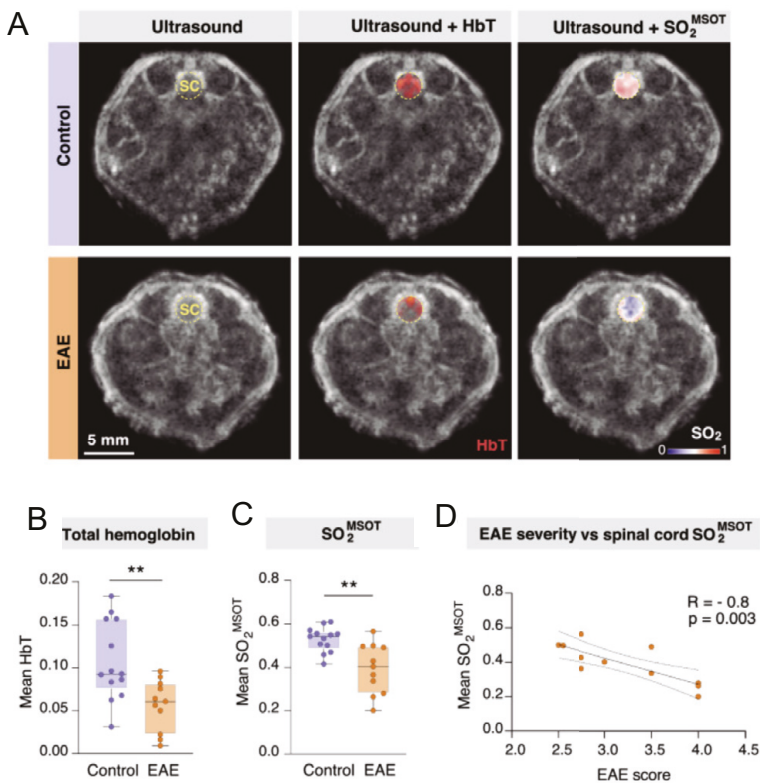 A
Ultrasound
Ultrasound + HbT
Ultrasound + SO₂ᴹˢᴼᵀ
Control
SC
EAE
SC
5 mm
HbT
SO₂
0 1
B
Total hemoglobin
**
Mean HbT
0.20
0.15
0.10
0.05
0.00
Control EAE
C
SO₂ᴹˢᴼᵀ
**
Mean SO₂ᴹˢᴼᵀ
0.8
0.6
0.4
0.2
0.0
Control EAE
D
EAE severity vs spinal cord SO₂ᴹˢᴼᵀ
R = - 0.8
p = 0.003
Mean SO₂ᴹˢᴼᵀ
0.8
0.6
0.4
0.2
0
2.0 2.5 3.0 3.5 4.0 4.5
EAE score